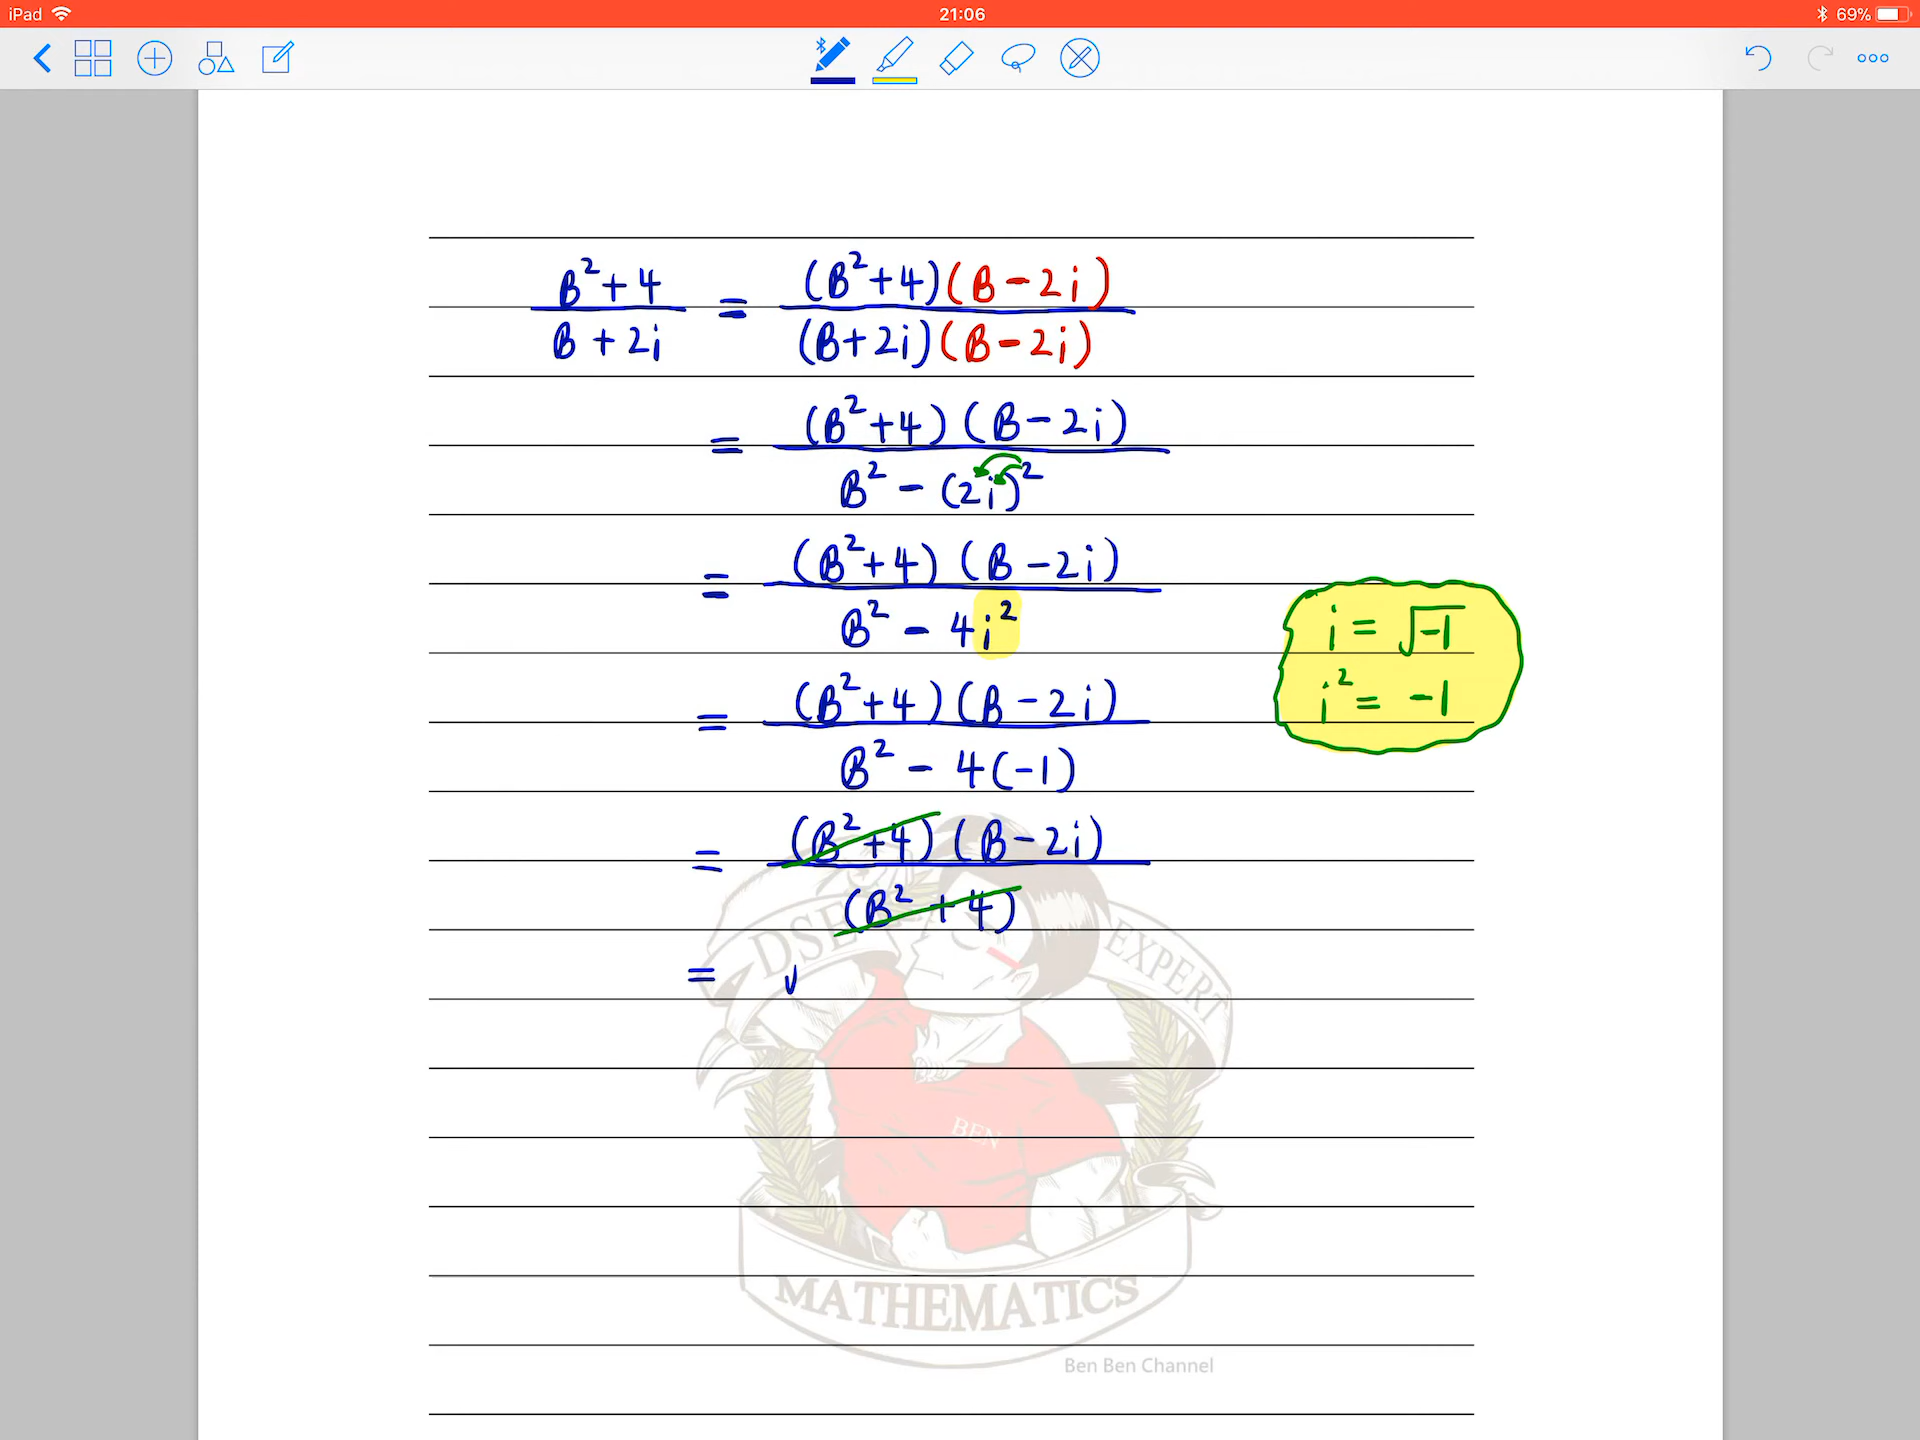 iPad 21:06 69%
B²+4 / B+2i = (B²+4)(B-2i) / (B+2i)(B-2i)
= (B²+4)(B-2i) / B²-(2i)²
= (B²+4)(B-2i) / B²-4i²
i = √-1
i² = -1
= (B²+4)(B-2i) / B²-4(-1)
= (B²+4)(B-2i) / (B²+4)
=
DSE EXPERT
BEN
MATHEMATICS
Ben Ben Channel